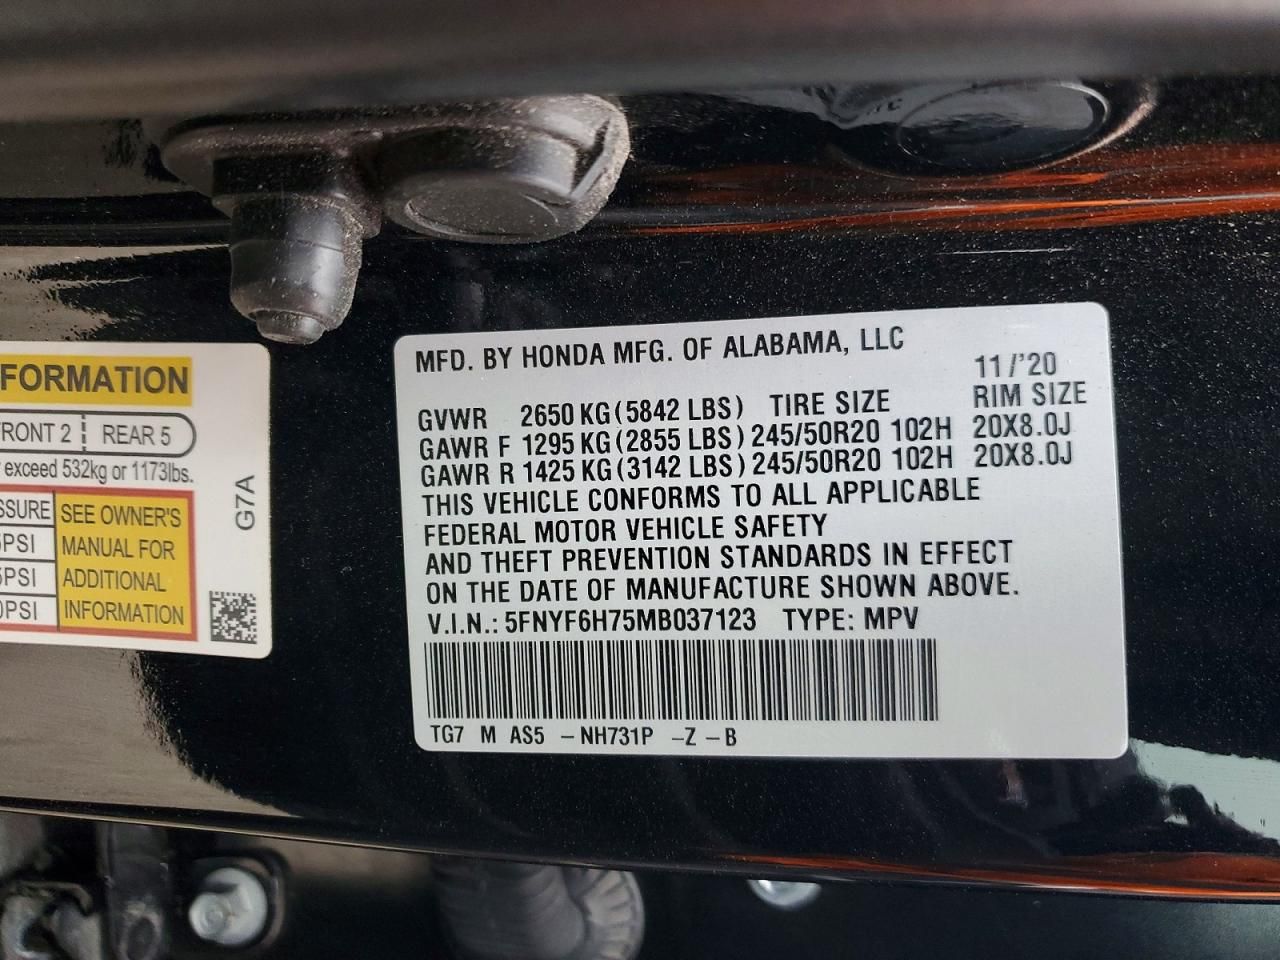 FORMATION
FRONT 2 REAR 5
exceed 532kg or 1173lbs.
SSURE
PSI
PSI
PSI
SEE OWNER'S
MANUAL FOR
ADDITIONAL
INFORMATION
G7A
MFD. BY HONDA MFG. OF ALABAMA, LLC
11/'20
GVWR 2650 KG (5842 LBS) TIRE SIZE RIM SIZE
GAWR F 1295 KG (2855 LBS) 245/50R20 102H 20X8.0J
GAWR R 1425 KG (3142 LBS) 245/50R20 102H 20X8.0J
THIS VEHICLE CONFORMS TO ALL APPLICABLE
FEDERAL MOTOR VEHICLE SAFETY
AND THEFT PREVENTION STANDARDS IN EFFECT
ON THE DATE OF MANUFACTURE SHOWN ABOVE.
V.I.N.: 5FNYF6H75MB037123 TYPE: MPV
TG7 M AS5 - NH731P - Z - B